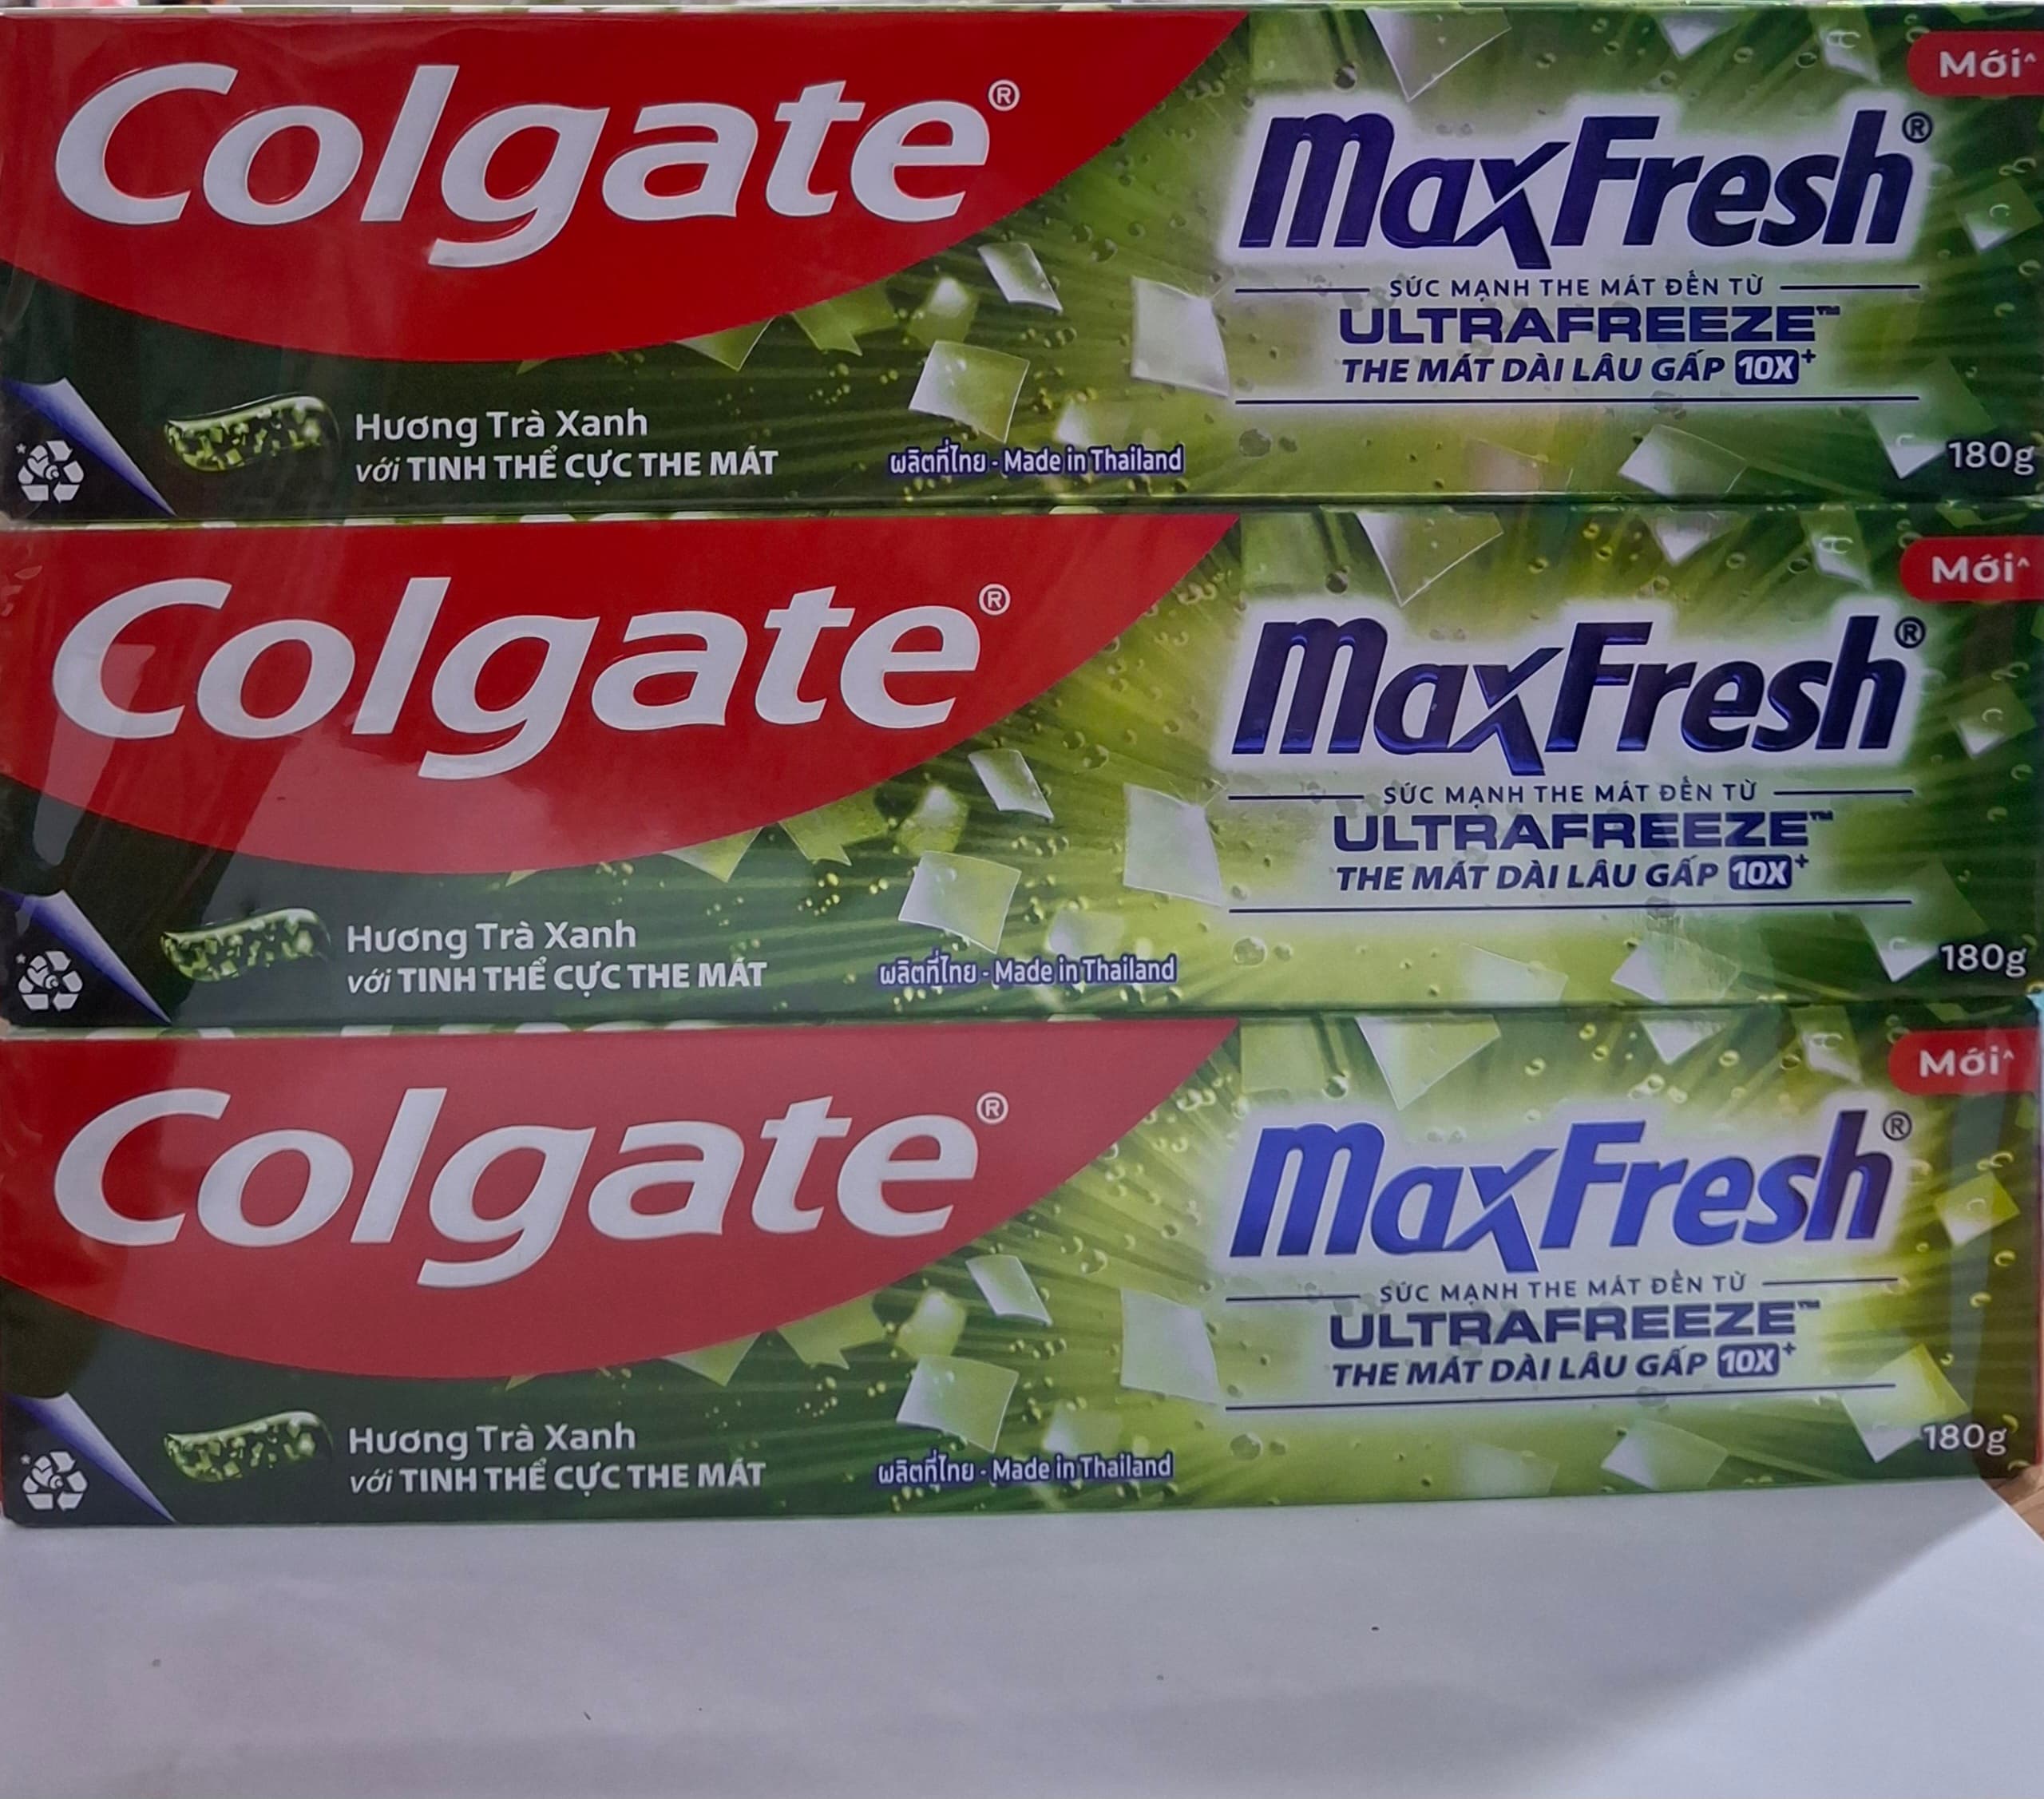 Colgate®
Mới^
MaxFresh®
SỨC MẠNH THE MÁT ĐẾN TỪ
ULTRAFREEZE™
THE MÁT DÀI LÂU GẤP 10X+
Hương Trà Xanh
với TINH THỂ CỰC THE MÁT
ผลิตที่ไทย - Made in Thailand
180g
Colgate®
Mới^
MaxFresh®
SỨC MẠNH THE MÁT ĐẾN TỪ
ULTRAFREEZE™
THE MÁT DÀI LÂU GẤP 10X+
Hương Trà Xanh
với TINH THỂ CỰC THE MÁT
ผลิตที่ไทย - Made in Thailand
180g
Colgate®
Mới^
MaxFresh®
SỨC MẠNH THE MÁT ĐẾN TỪ
ULTRAFREEZE™
THE MÁT DÀI LÂU GẤP 10X+
Hương Trà Xanh
với TINH THỂ CỰC THE MÁT
ผลิตที่ไทย - Made in Thailand
180g